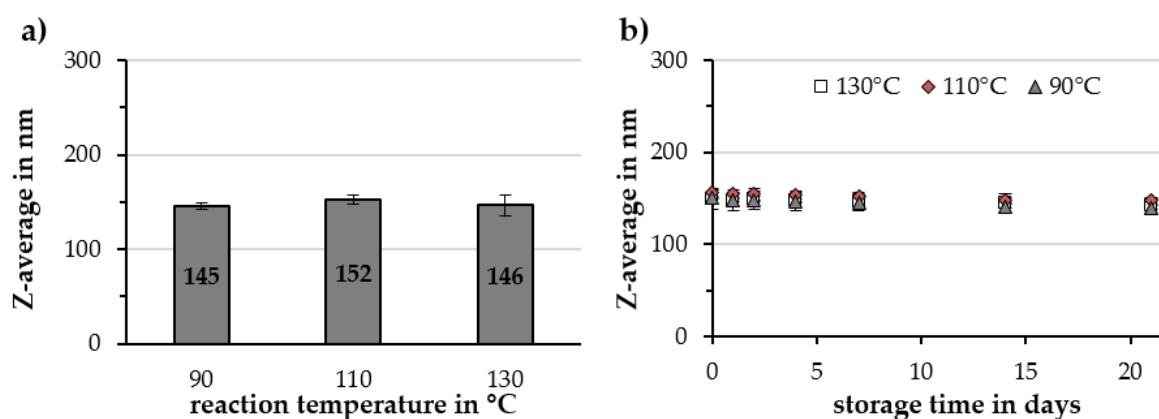 a)
300
200
100
0
Z-average in nm
145
152
146
90
110
130
reaction temperature in °C
b)
300
200
100
0
Z-average in nm
130°C
110°C
90°C
0
5
10
15
20
storage time in days